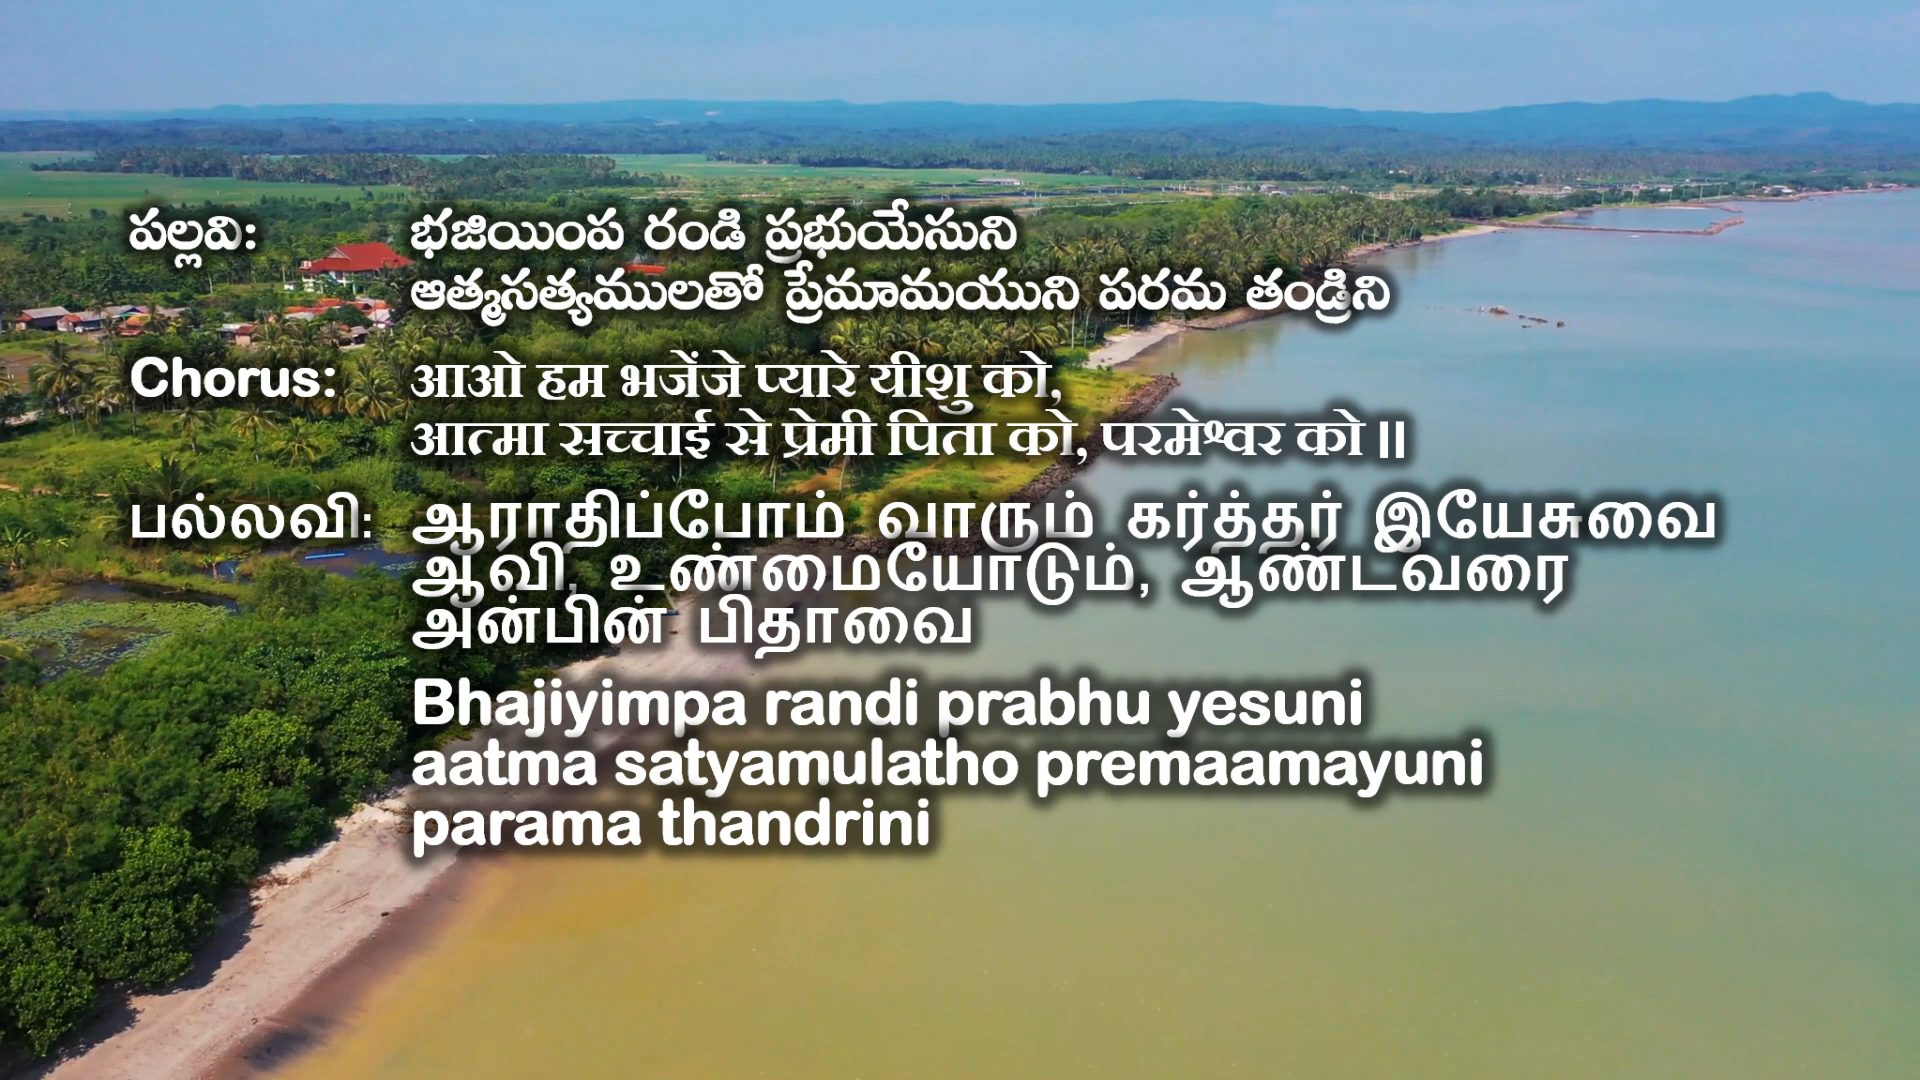 పల్లవి: భజియింప రండి ప్రభుయేసుని
ఆత్మసత్యములతో ప్రేమామయుని పరమ తండ్రిని
Chorus: आओ हम भजेंजे प्यारे यीशु को,
आत्मा सच्चाई से प्रेमी पिता को, परमेश्वर को ॥
பல்லவி: ஆராதிப்போம் வாரும் கர்த்தர் இயேசுவை
ஆவி, உண்மையோடும், ஆண்டவரை
அன்பின் பிதாவை
Bhajiyimpa randi prabhu yesuni
aatma satyamulatho premaamayuni
parama thandrini